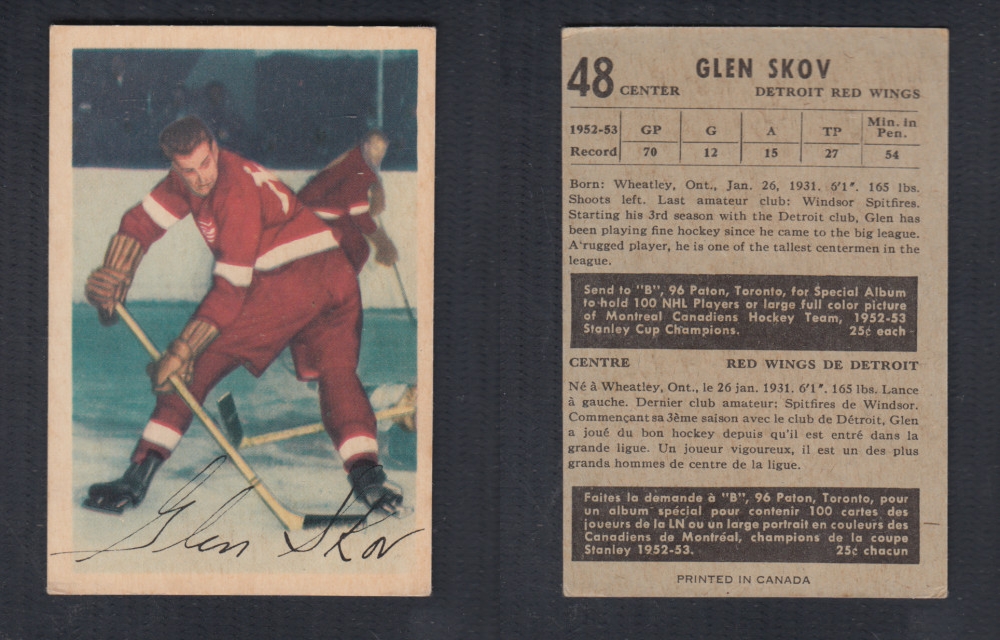 Glen Skov
48
GLEN SKOV
CENTER DETROIT RED WINGS
1952-53 GP G A TP Min. in Pen.
Record 70 12 15 27 54
Born: Wheatley, Ont., Jan. 26, 1931. 6'1". 165 lbs.
Shoots left. Last amateur club: Windsor Spitfires.
Starting his 3rd season with the Detroit club, Glen has
been playing fine hockey since he came to the big league.
A rugged player, he is one of the tallest centermen in the
league.
Send to "B", 96 Paton, Toronto, for Special Album
to hold 100 NHL Players or large full color picture
of Montreal Canadiens Hockey Team, 1952-53
Stanley Cup Champions. 25¢ each
CENTRE RED WINGS DE DETROIT
Né à Wheatley, Ont., le 26 jan. 1931. 6'1". 165 lbs. Lance
à gauche. Dernier club amateur: Spitfires de Windsor.
Commençant sa 3ème saison avec le club de Détroit, Glen
a joué du bon hockey depuis qu'il est entré dans la
grande ligue. Un joueur vigoureux, il est un des plus
grands hommes de centre de la ligue.
Faites la demande à "B", 96 Paton, Toronto, pour
un album spécial pour contenir 100 cartes des
joueurs de la LN ou un large portrait en couleurs des
Canadiens de Montréal, champions de la coupe
Stanley 1952-53. 25¢ chacun
PRINTED IN CANADA